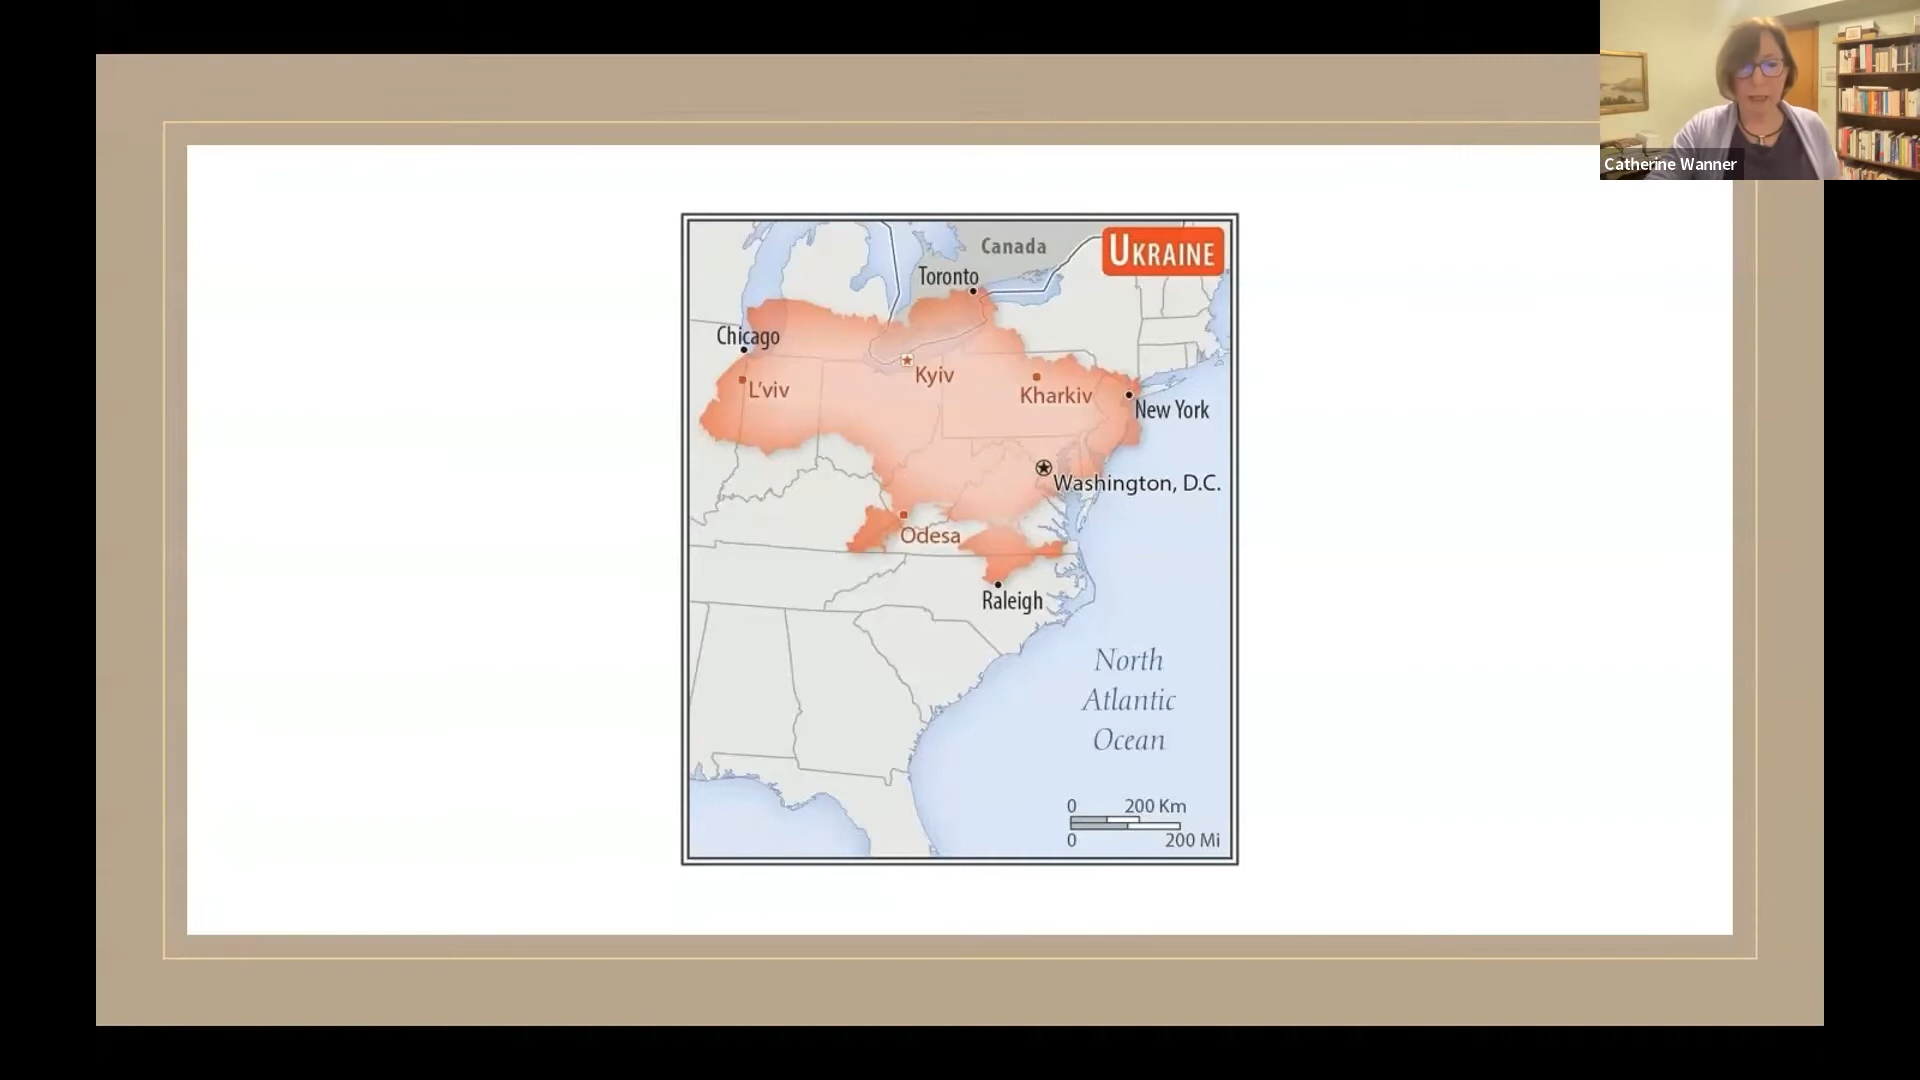 Catherine Wanner
Canada
UKRAINE
Toronto
Chicago
Kyiv
L'viv
Kharkiv
New York
Washington, D.C.
Odesa
Raleigh
North
Atlantic
Ocean
0 200 Km
0 200 Mi